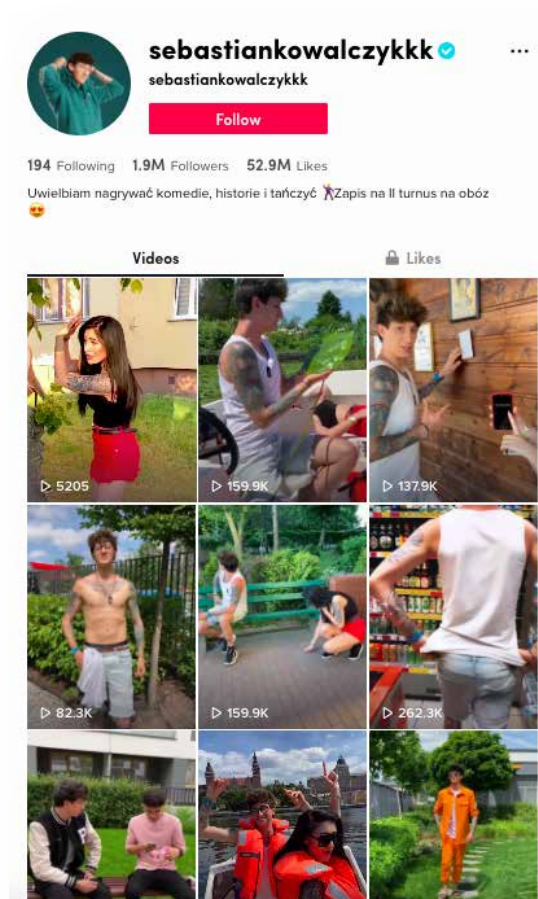 sebastiankowalczykkk
sebastiankowalczykkk
Follow
194 Following 1.9M Followers 52.9M Likes
Uwielbiam nagrywać komedie, historie i tańczyć 🕺Zapis na II turnus na obóz
😍
Videos Likes
5205 159.9K 137.9K
82.3K 159.9K 262.3K